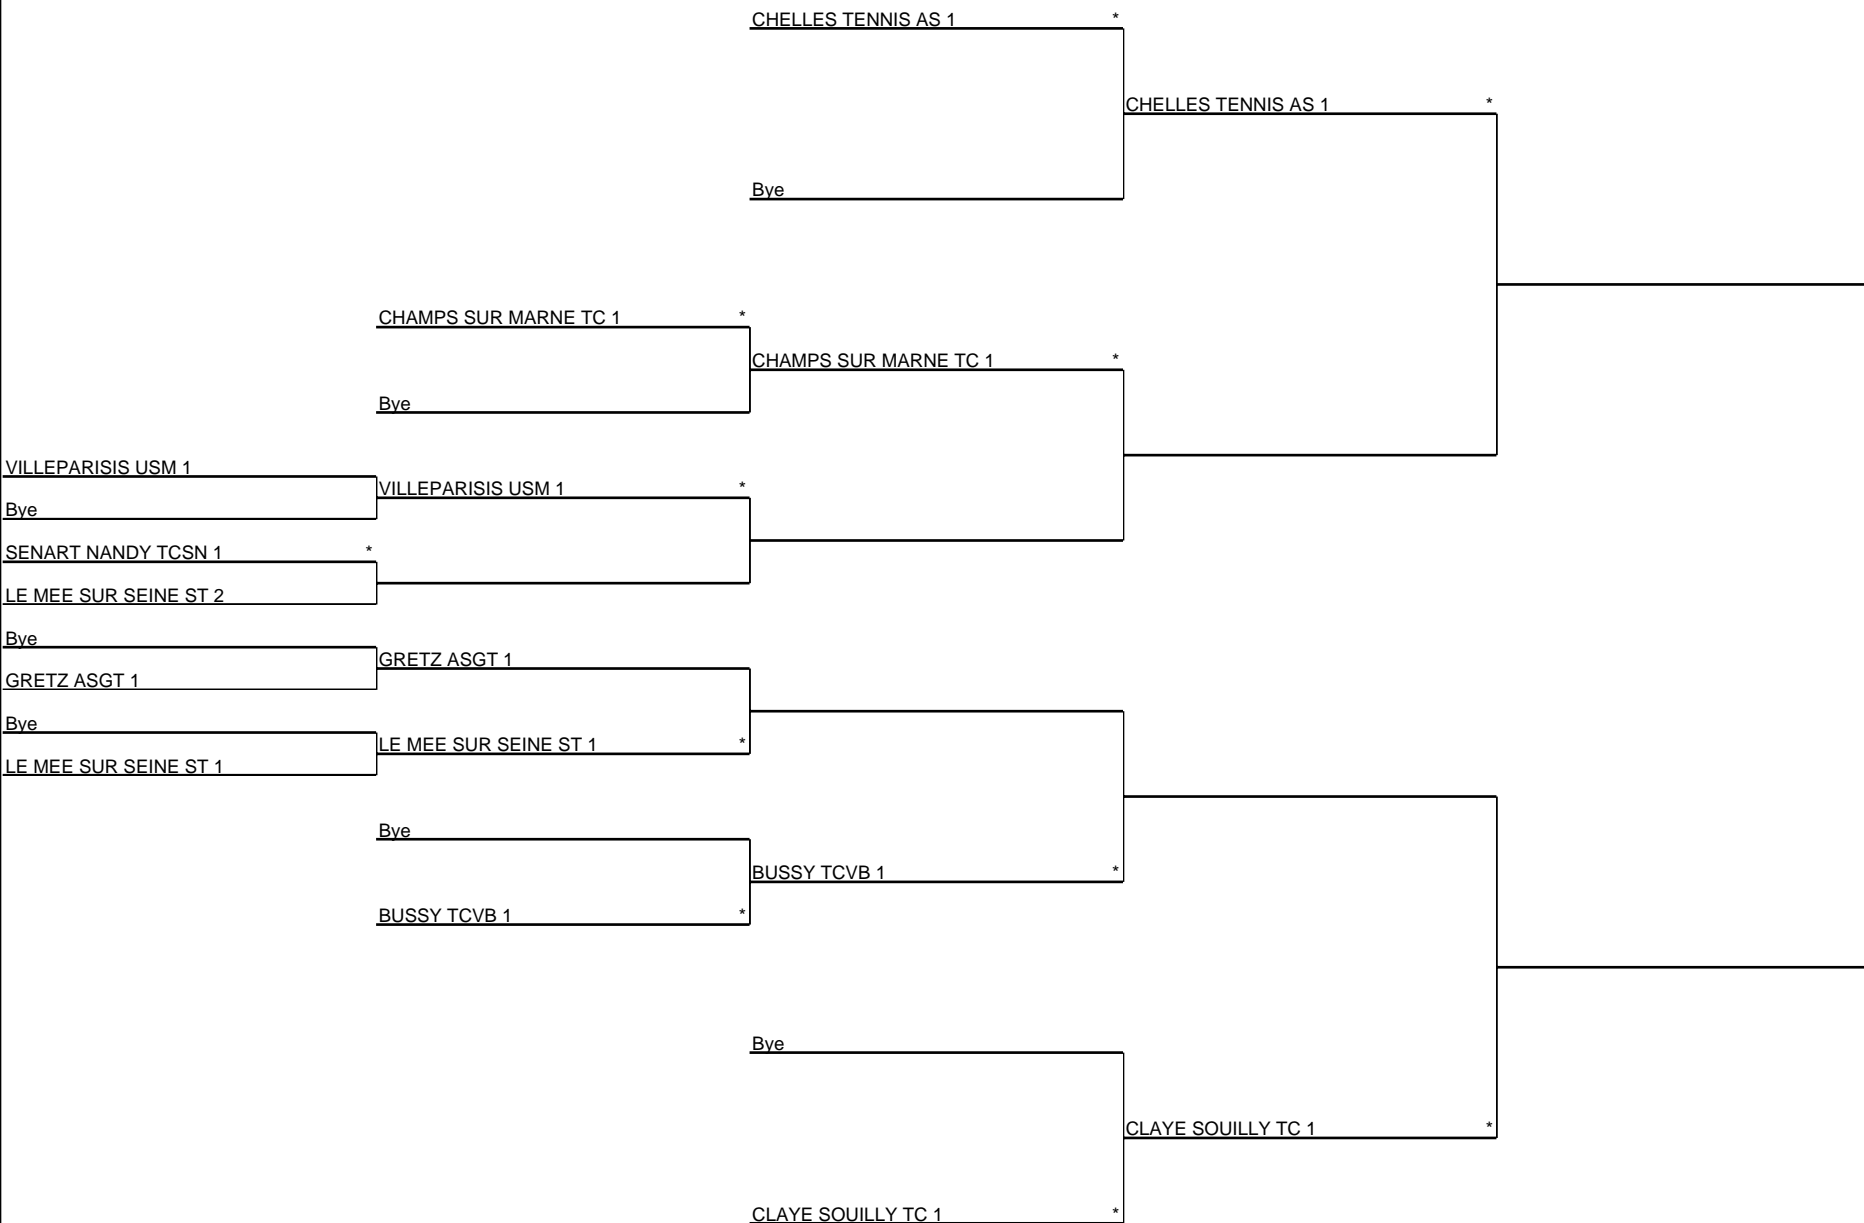 CHELLES TENNIS AS 1 *
CHELLES TENNIS AS 1 *
Bye
CHAMPS SUR MARNE TC 1 *
CHAMPS SUR MARNE TC 1 *
Bye
VILLEPARISIS USM 1
VILLEPARISIS USM 1 *
Bye
SENART NANDY TCSN 1 *
LE MEE SUR SEINE ST 2
Bye
GRETZ ASGT 1
GRETZ ASGT 1
Bye
LE MEE SUR SEINE ST 1 *
LE MEE SUR SEINE ST 1
Bye
BUSSY TCVB 1 *
BUSSY TCVB 1 *
Bye
CLAYE SOUILLY TC 1 *
CLAYE SOUILLY TC 1 *